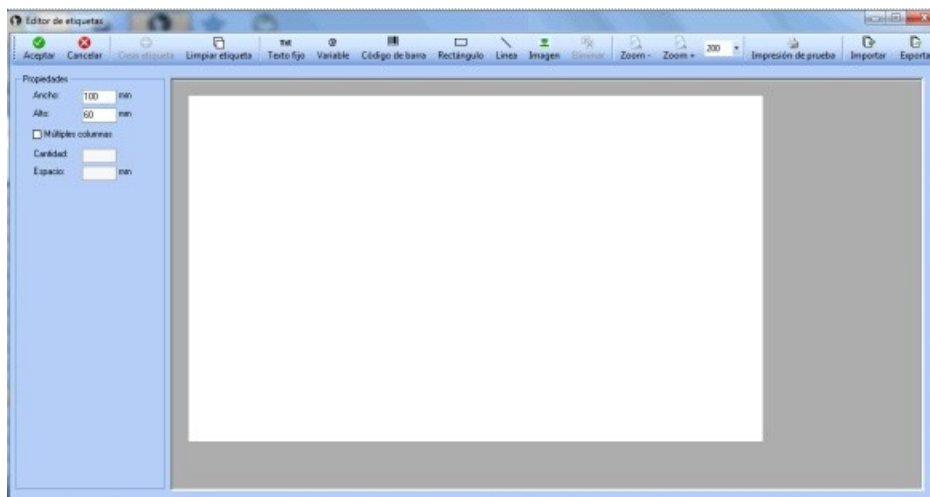 Editor de etiquetas
Aceptar Cancelar Crear etiqueta Limpiar etiqueta Texto fijo Variable Código de barra Rectángulo Linea Imagen Eliminar Zoom - Zoom + 200 Impresión de prueba Importar Exporta
Propiedades
Ancho: 100 mm
Alto: 60 mm
Múltiples columnas
Cantidad:
Espacio: mm